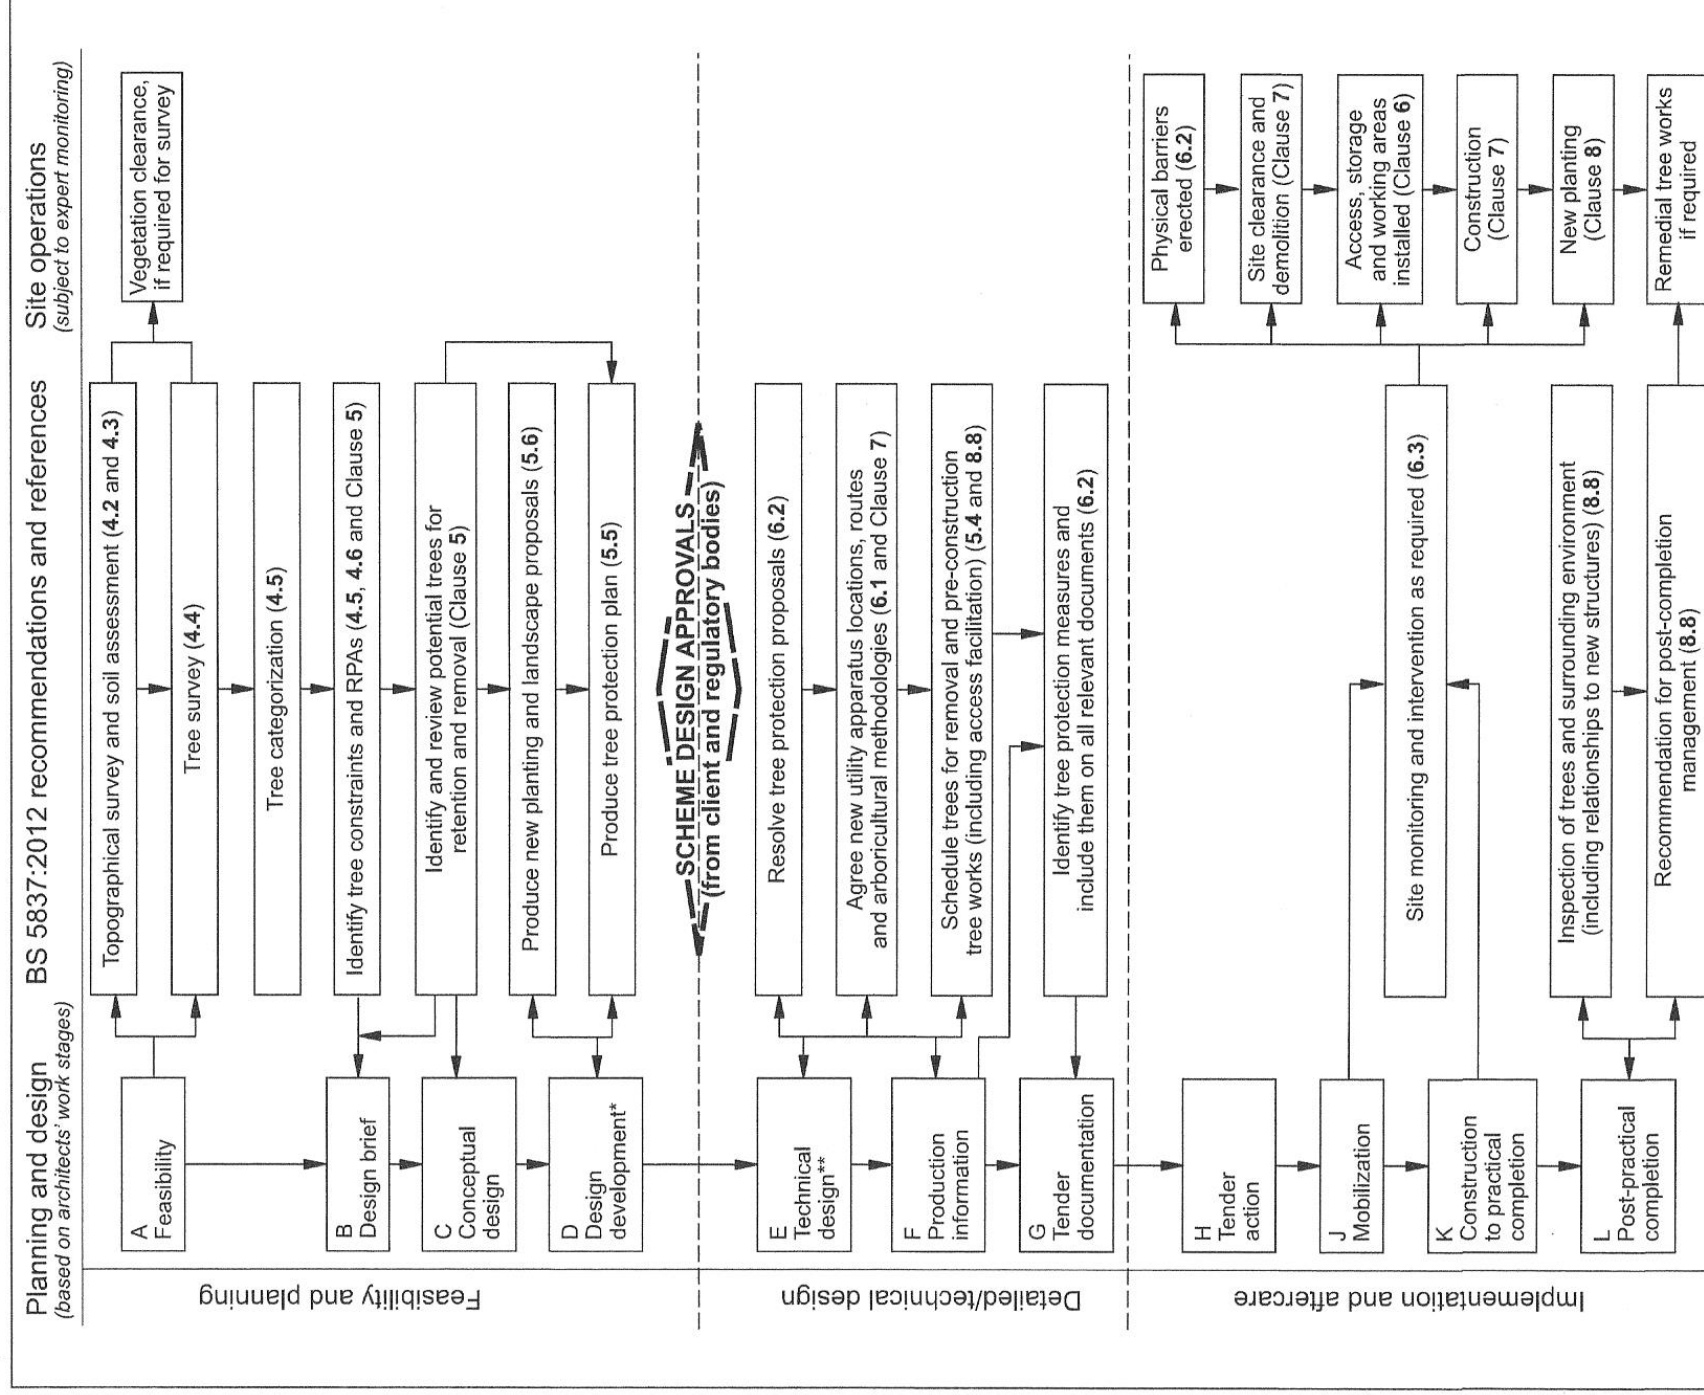 Planning and design
(based on architects' work stages)
BS 5837:2012 recommendations and references
Site operations
(subject to expert monitoring)
Feasibility and planning
A
Feasibility
Topographical survey and soil assessment (4.2 and 4.3)
Vegetation clearance,
if required for survey
Tree survey (4.4)
Tree categorization (4.5)
B
Design brief
Identify tree constraints and RPAs (4.5, 4.6 and Clause 5)
C
Conceptual
design
Identify and review potential trees for
retention and removal (Clause 5)
D
Design
development*
Produce new planting and landscape proposals (5.6)
Produce tree protection plan (5.5)
SCHEME DESIGN APPROVALS
(from client and regulatory bodies)
Detailed/technical design
E
Technical
design**
Resolve tree protection proposals (6.2)
Agree new utility apparatus locations, routes
and arboricultural methodologies (6.1 and Clause 7)
F
Production
information
Schedule trees for removal and pre-construction
tree works (including access facilitation) (5.4 and 8.8)
G
Tender
documentation
Identify tree protection measures and
include them on all relevant documents (6.2)
Implementation and aftercare
H
Tender
action
Physical barriers
erected (6.2)
Site clearance and
demolition (Clause 7)
J
Mobilization
Access, storage
and working areas
installed (Clause 6)
Site monitoring and intervention as required (6.3)
K
Construction
to practical
completion
Construction
(Clause 7)
L
Post-practical
completion
Inspection of trees and surrounding environment
(including relationships to new structures) (8.8)
New planting
(Clause 8)
Recommendation for post-completion
management (8.8)
Remedial tree works
if required